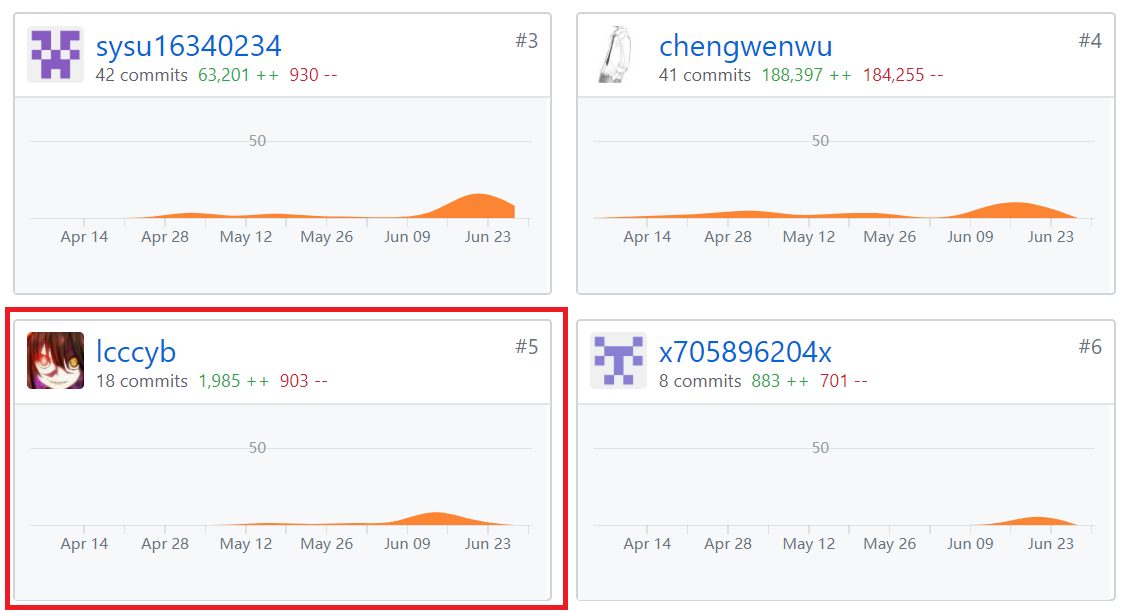 sysu16340234 #3
42 commits 63,201 ++ 930 --
50
Apr 14 Apr 28 May 12 May 26 Jun 09 Jun 23
chengwenwu #4
41 commits 188,397 ++ 184,255 --
50
Apr 14 Apr 28 May 12 May 26 Jun 09 Jun 23
lcccyb #5
18 commits 1,985 ++ 903 --
50
Apr 14 Apr 28 May 12 May 26 Jun 09 Jun 23
x705896204x #6
8 commits 883 ++ 701 --
50
Apr 14 Apr 28 May 12 May 26 Jun 09 Jun 23